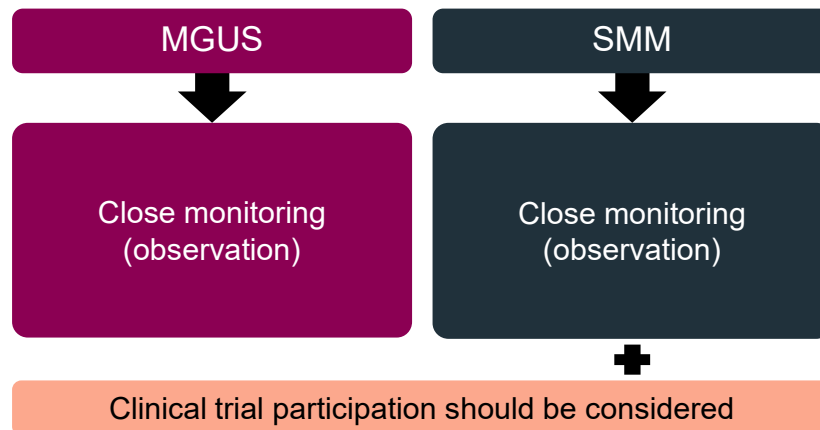 MGUS
SMM
Close monitoring
(observation)
Close monitoring
(observation)
Clinical trial participation should be considered